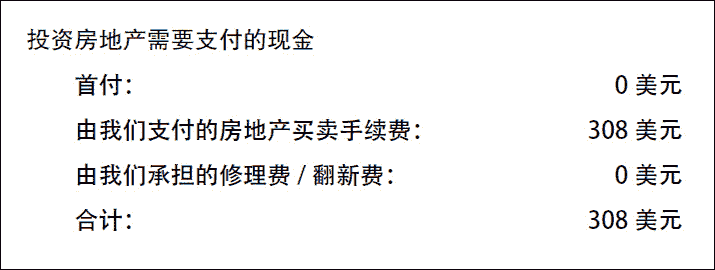 投资房地产需要支付的现金
首付： 0 美元
由我们支付的房地产买卖手续费： 308 美元
由我们承担的修理费 / 翻新费： 0 美元
合计： 308 美元